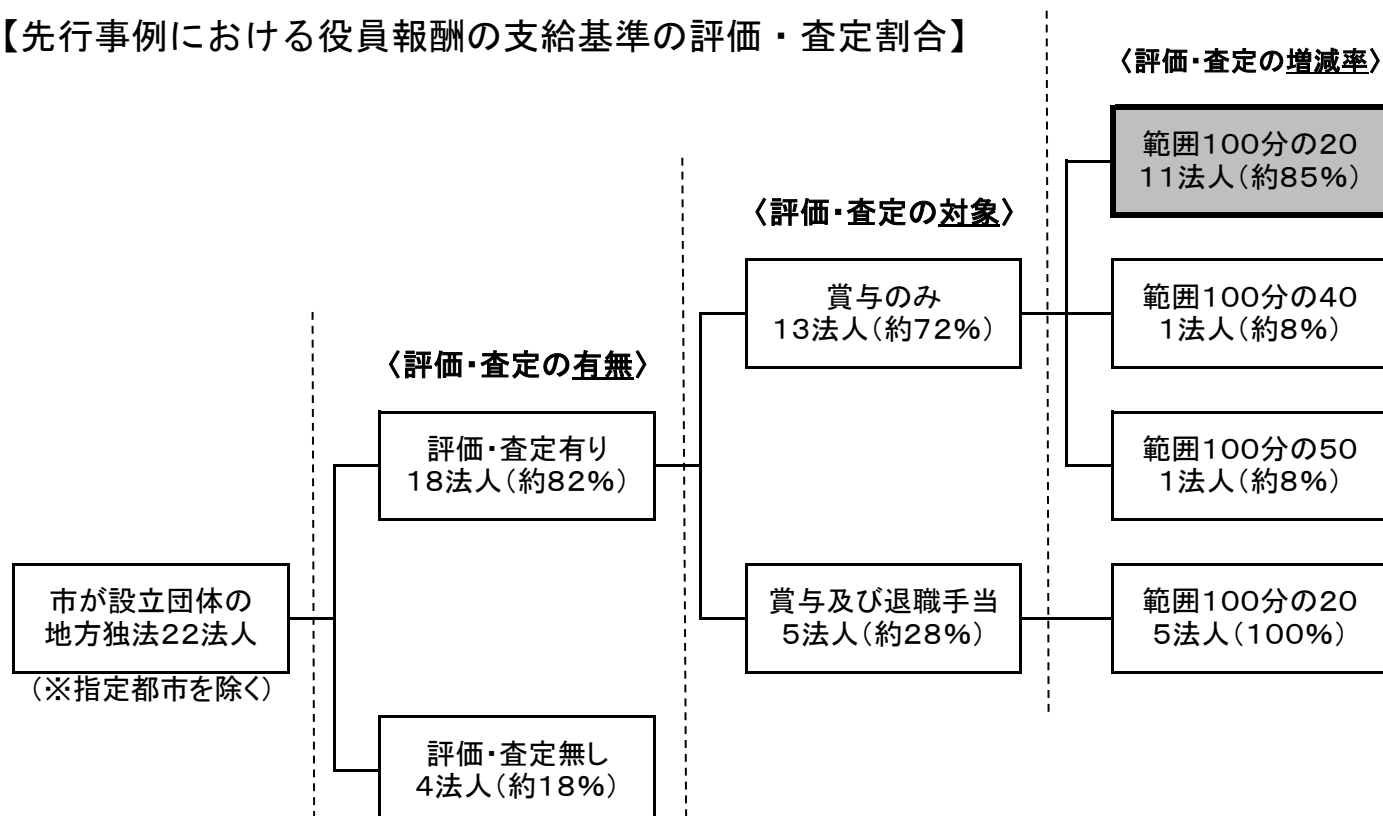 【先行事例における役員報酬の支給基準の評価・査定割合】
〈評価・査定の増減率〉
範囲100分の20
11法人(約85%)
〈評価・査定の対象〉
賞与のみ
13法人(約72%)
範囲100分の40
1法人(約8%)
〈評価・査定の有無〉
評価・査定有り
18法人(約82%)
範囲100分の50
1法人(約8%)
市が設立団体の
地方独法22法人
(※指定都市を除く)
賞与及び退職手当
5法人(約28%)
範囲100分の20
5法人(100%)
評価・査定無し
4法人(約18%)